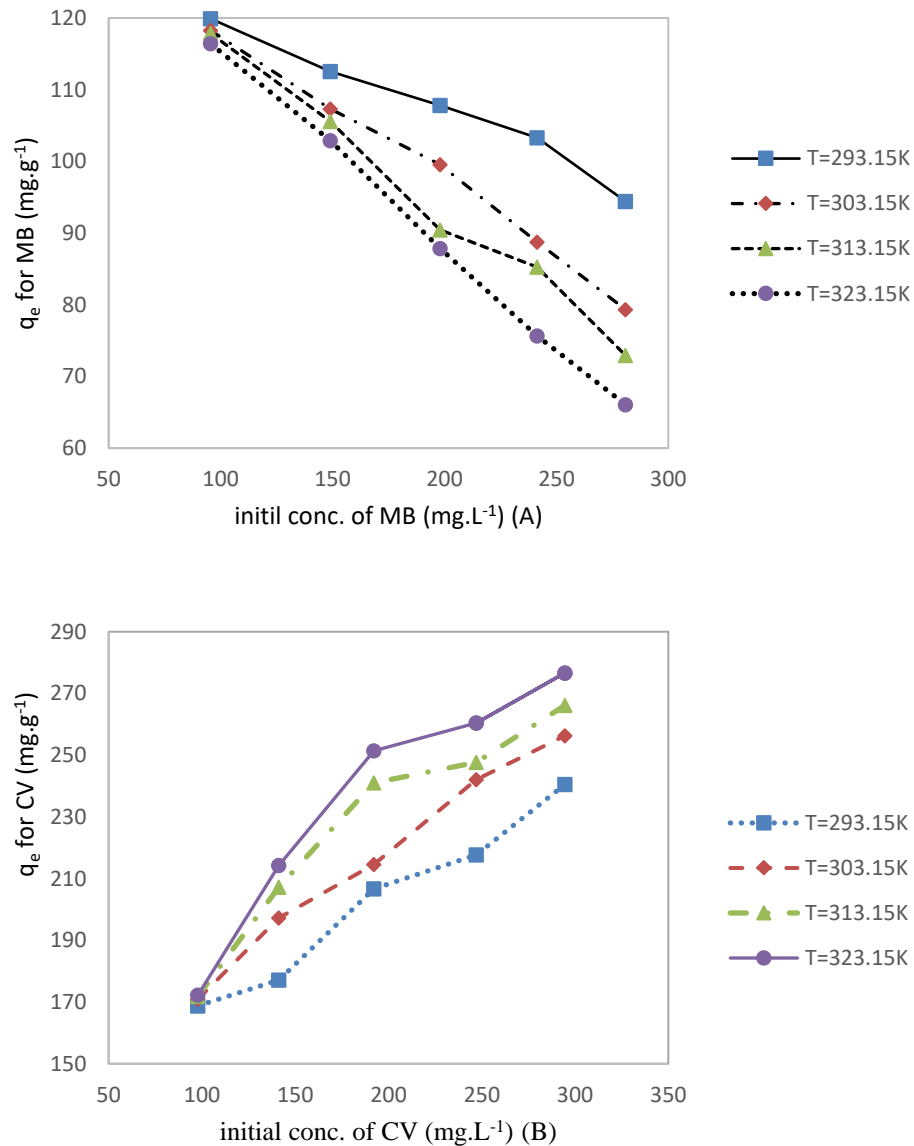 120
110
100
90
80
70
60
q_e for MB (mg.g⁻¹)
50 100 150 200 250 300
initil conc. of MB (mg.L⁻¹) (A)
T=293.15K
T=303.15K
T=313.15K
T=323.15K
290
270
250
230
210
190
170
150
q_e for CV (mg.g⁻¹)
50 100 150 200 250 300
initial conc. of CV (mg.L⁻¹) (B)
T=293.15K
T=303.15K
T=313.15K
T=323.15K